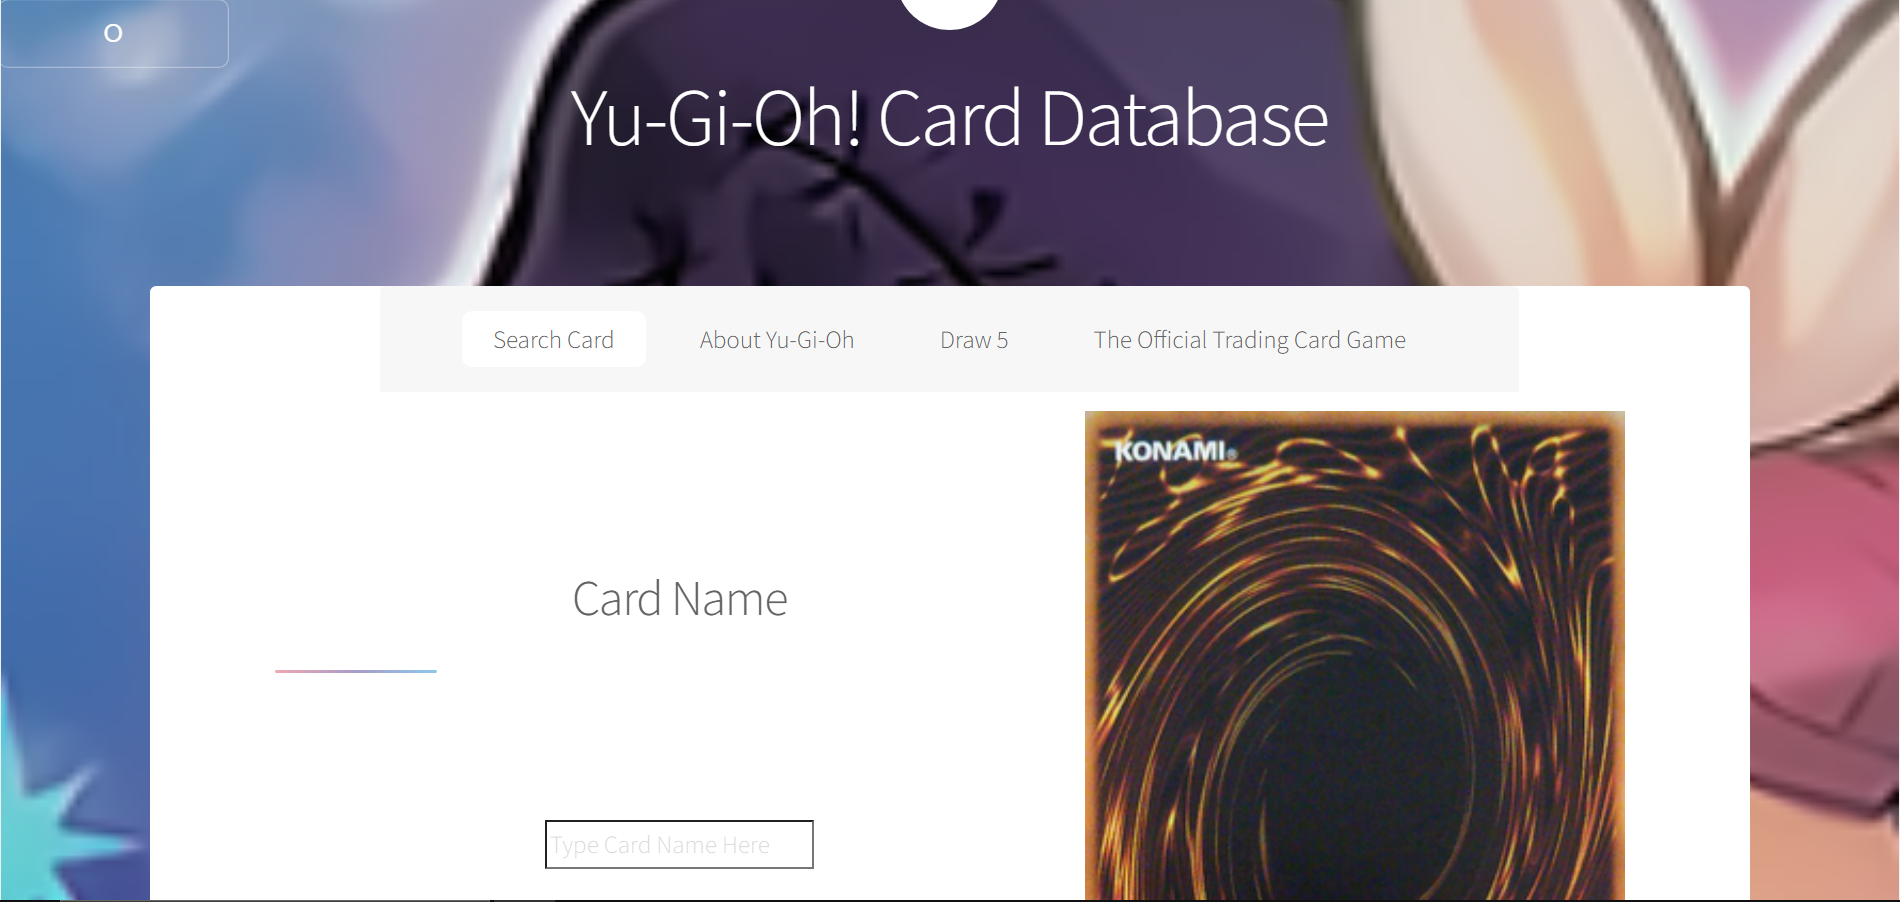 O
Yu-Gi-Oh! Card Database
Search Card
About Yu-Gi-Oh
Draw 5
The Official Trading Card Game
KONAMI®
Card Name
Type Card Name Here